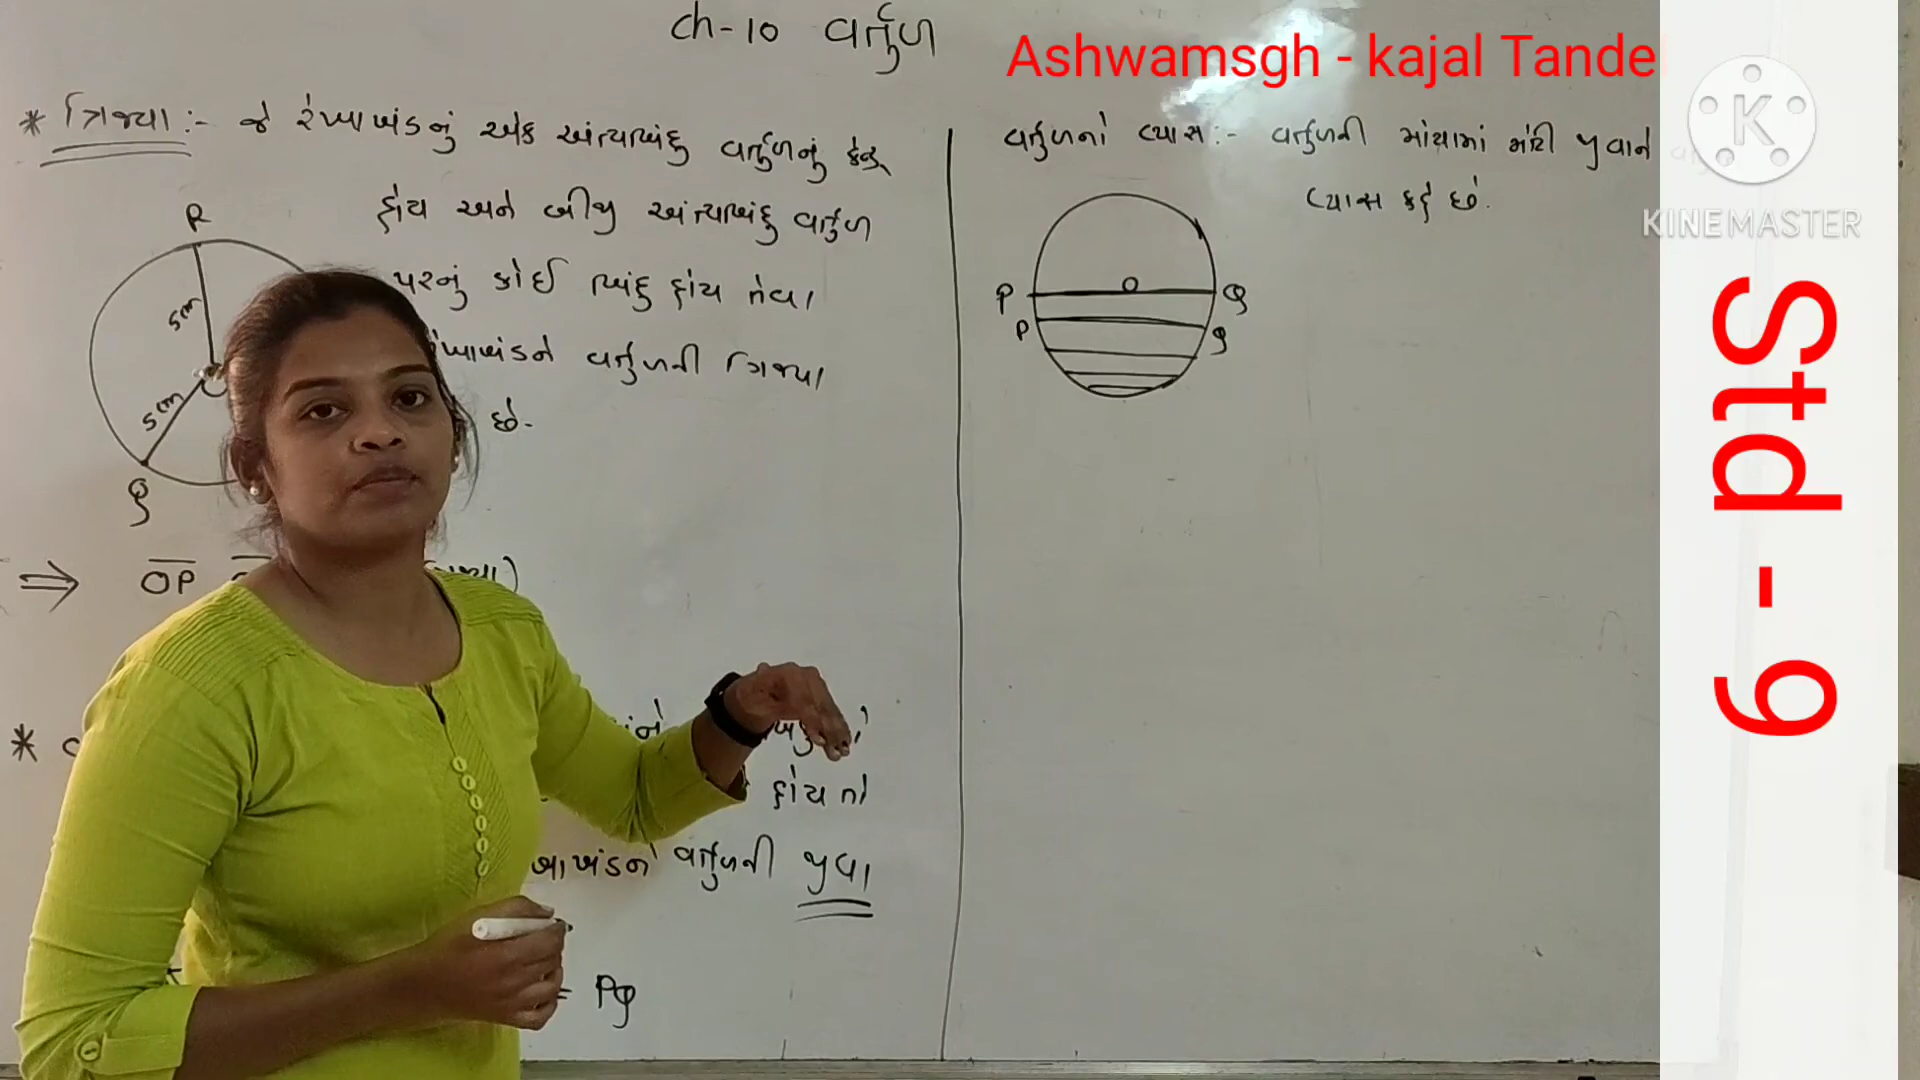 ch-10 વર્તુળ
Ashwamsgh - kajal Tande
* ત્રિજ્યા :- જે રેખાખંડનું એક અંત્યબિંદુ વર્તુળનું કેન્દ્ર
હોય અને બીજુ અંત્યબિંદુ વર્તુળ
પરનું કોઈ બિંદુ હોય તેવા
વર્તુળની ત્રિજ્યા
છે.
R
5cm
5cm
Q
⇒ OP
*
હોય તો
વર્તુળની જીવા
= PQ
વર્તુળનો વ્યાસ :- વર્તુળની માંયામાં મોટી જીવાને
વ્યાસ કહે છે.
P O Q
P Q
K
KINEMASTER
Std - 9